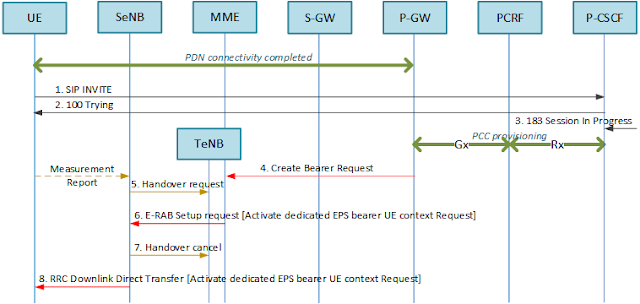 UE SeNB MME S-GW P-GW PCRF P-CSCF
PDN connectivity completed
1. SIP INVITE
2. 100 Trying
3. 183 Session In Progress
PCC provisioning
TeNB
Gx Rx
Measurement
Report
4. Create Bearer Request
5. Handover request
6. E-RAB Setup request [Activate dedicated EPS bearer UE context Request]
7. Handover cancel
8. RRC Downlink Direct Transfer [Activate dedicated EPS bearer UE context Request]